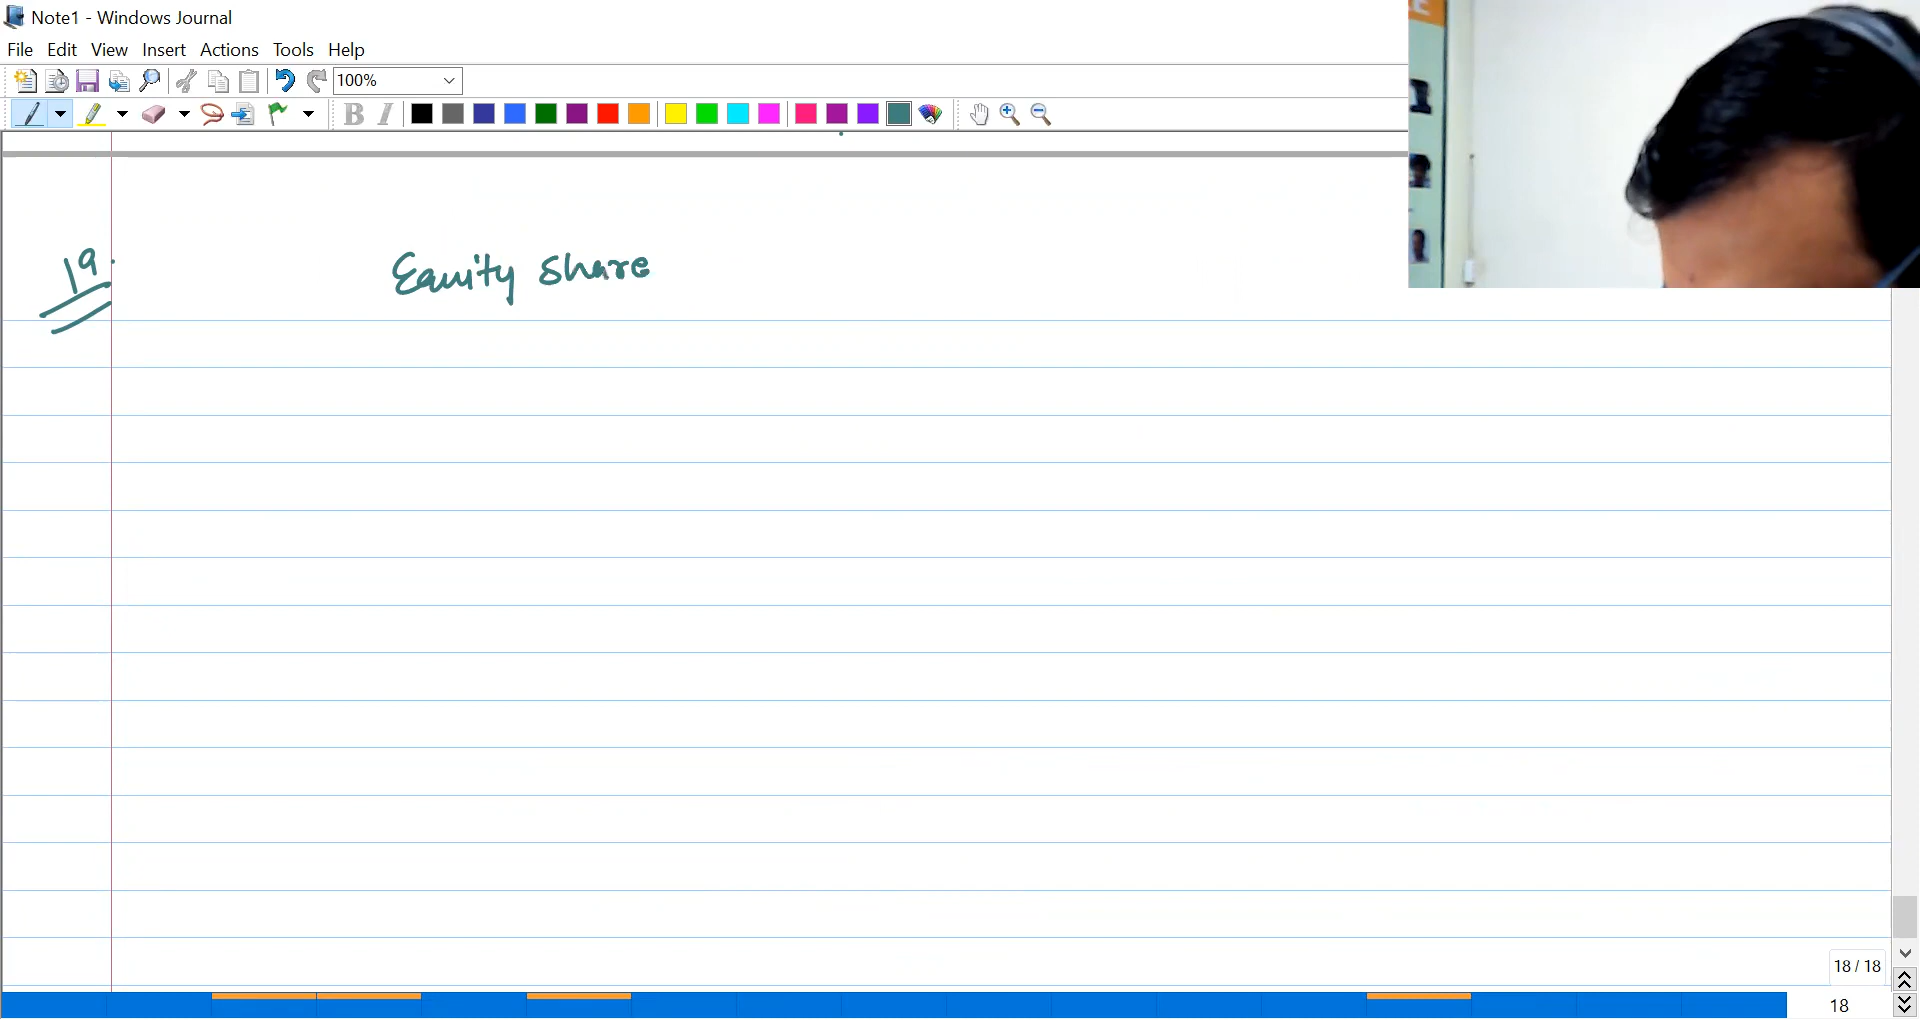 Note1 - Windows Journal
File Edit View Insert Actions Tools Help
100%
B I
19.
Equity share
18 / 18
18